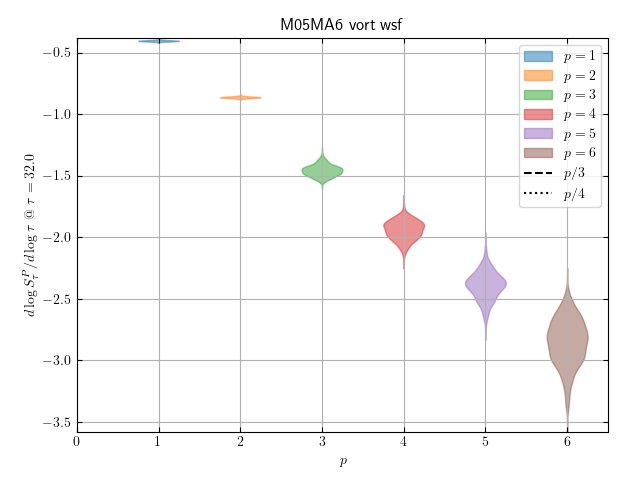 M05MA6 vort wsf
−0.5
−1.0
−1.5
−2.0
−2.5
−3.0
−3.5
d log S_τ^P / d log τ @ τ = 32.0
0 1 2 3 4 5 6
p
p = 1
p = 2
p = 3
p = 4
p = 5
p = 6
p/3
p/4